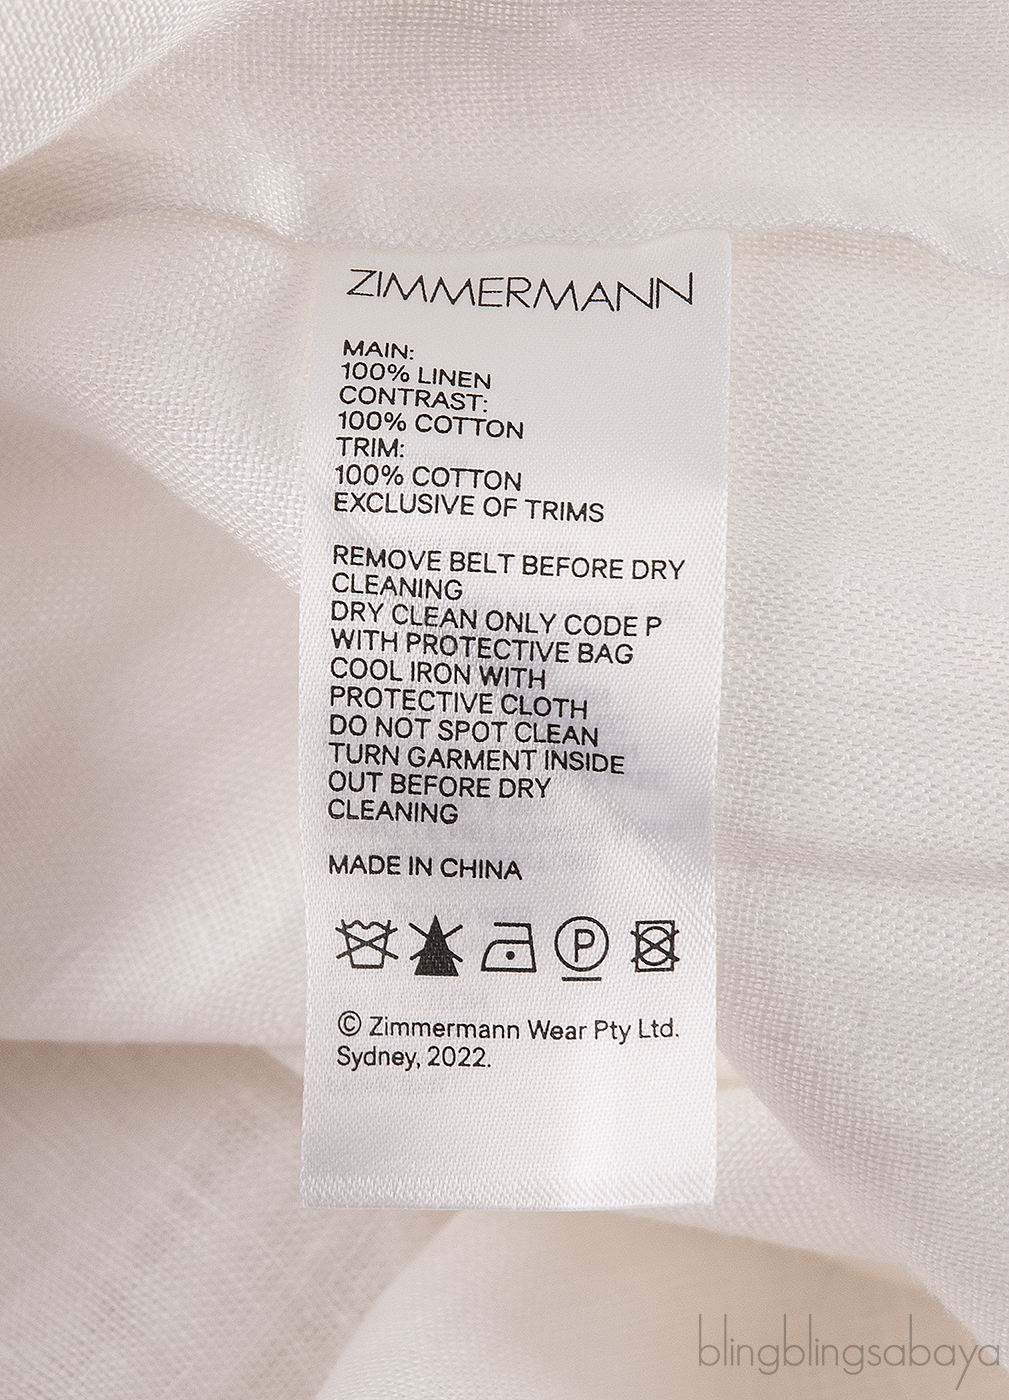 ZIMMERMANN
MAIN:
100% LINEN
CONTRAST:
100% COTTON
TRIM:
100% COTTON
EXCLUSIVE OF TRIMS
REMOVE BELT BEFORE DRY
CLEANING
DRY CLEAN ONLY CODE P
WITH PROTECTIVE BAG
COOL IRON WITH
PROTECTIVE CLOTH
DO NOT SPOT CLEAN
TURN GARMENT INSIDE
OUT BEFORE DRY
CLEANING
MADE IN CHINA
P
© Zimmermann Wear Pty Ltd.
Sydney, 2022.
blingblingsabaya